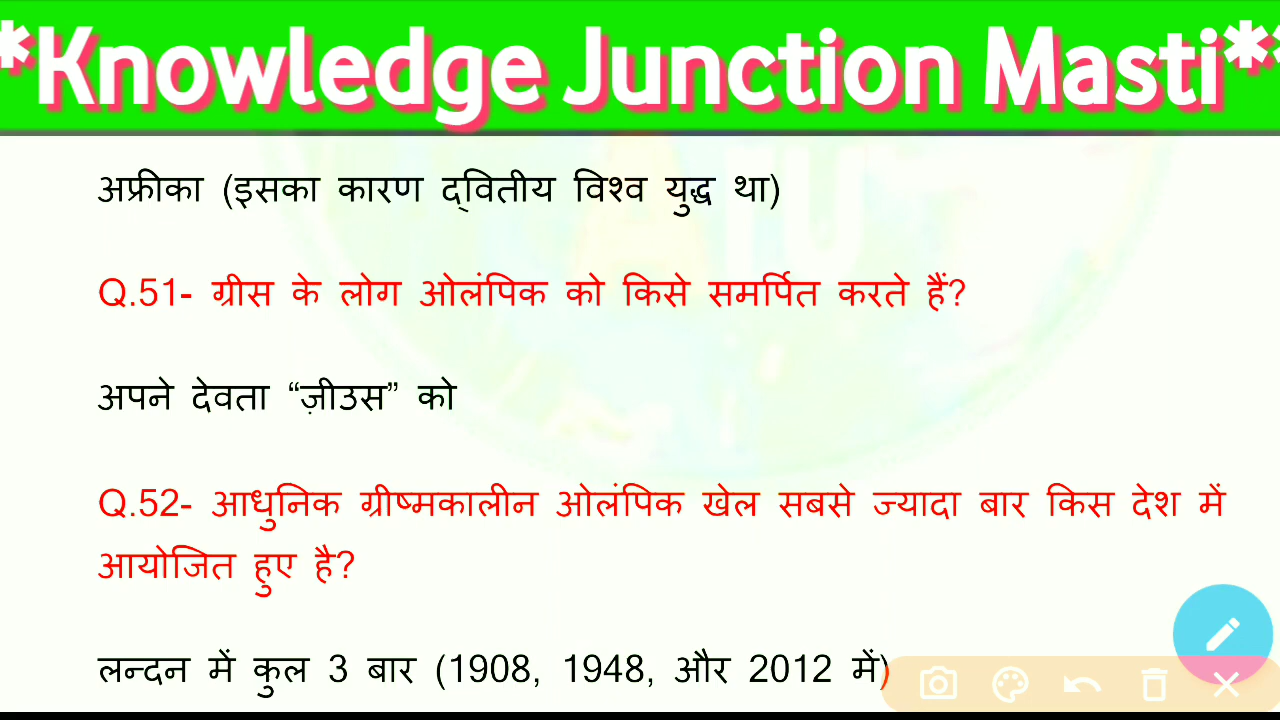 *Knowledge Junction Masti*
अफ्रीका (इसका कारण द्वितीय विश्व युद्ध था)
Q.51- ग्रीस के लोग ओलंपिक को किसे समर्पित करते हैं?
अपने देवता “ज़ीउस” को
Q.52- आधुनिक ग्रीष्मकालीन ओलंपिक खेल सबसे ज्यादा बार किस देश में
आयोजित हुए है?
लन्दन में कुल 3 बार (1908, 1948, और 2012 में)